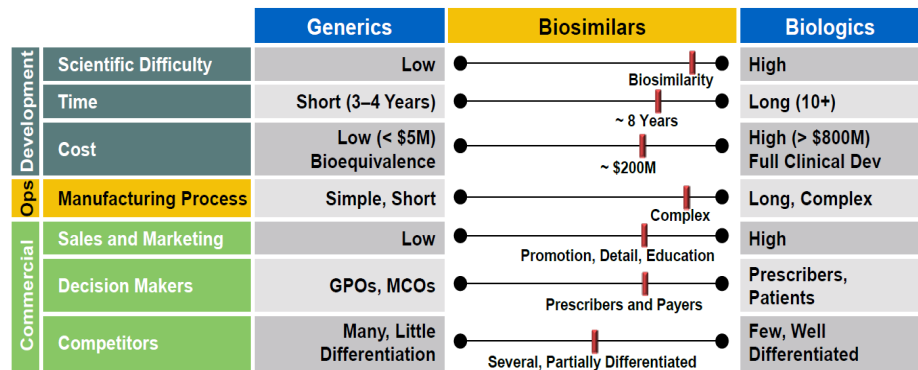 Generics
Biosimilars
Biologics
Development
Scientific Difficulty
Low
Biosimilarity
High
Time
Short (3–4 Years)
~ 8 Years
Long (10+)
Cost
Low (< $5M)
Bioequivalence
~ $200M
High (> $800M)
Full Clinical Dev
Ops
Manufacturing Process
Simple, Short
Complex
Long, Complex
Commercial
Sales and Marketing
Low
Promotion, Detail, Education
High
Decision Makers
GPOs, MCOs
Prescribers and Payers
Prescribers,
Patients
Competitors
Many, Little
Differentiation
Several, Partially Differentiated
Few, Well
Differentiated